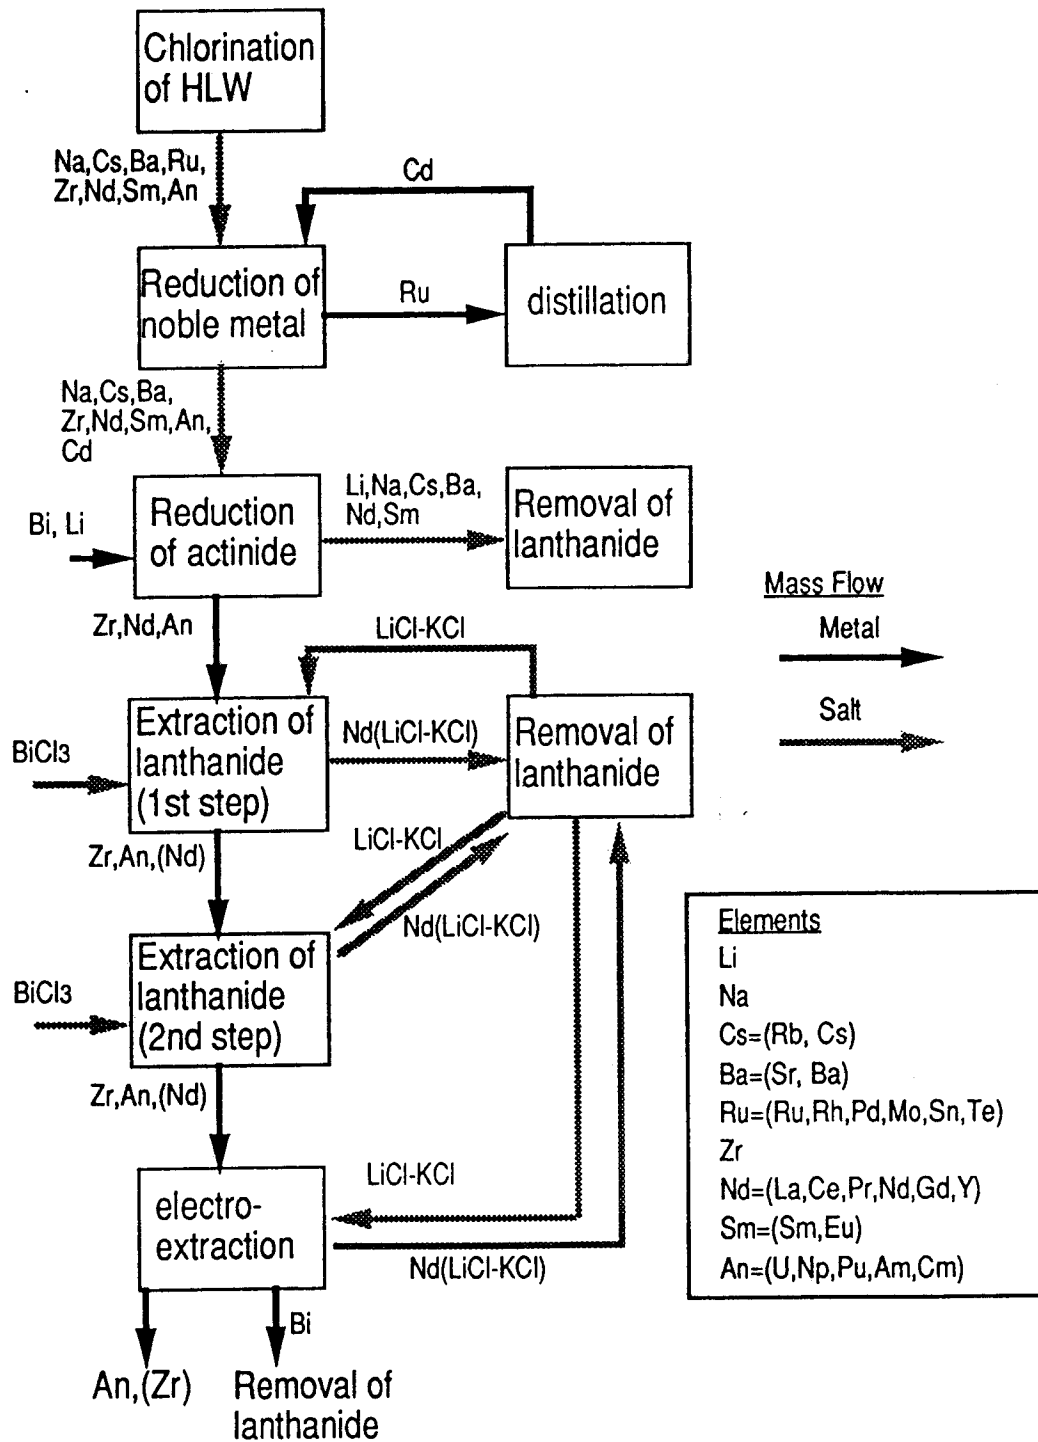 Chlorination
of HLW
Na,Cs,Ba,Ru,
Zr,Nd,Sm,An
Cd
Reduction of
noble metal
Ru
distillation
Na,Cs,Ba,
Zr,Nd,Sm,An,
Cd
Bi, Li
Reduction
of actinide
Li,Na,Cs,Ba,
Nd,Sm
Removal of
lanthanide
Zr,Nd,An
LiCl-KCl
BiCl3
Extraction of
lanthanide
(1st step)
Nd(LiCl-KCl)
Removal of
lanthanide
Zr,An,(Nd)
LiCl-KCl
Nd(LiCl-KCl)
BiCl3
Extraction of
lanthanide
(2nd step)
Zr,An,(Nd)
LiCl-KCl
electro-
extraction
Nd(LiCl-KCl)
Bi
An,(Zr)
Removal of
lanthanide
Mass Flow
Metal
Salt
Elements
Li
Na
Cs=(Rb, Cs)
Ba=(Sr, Ba)
Ru=(Ru,Rh,Pd,Mo,Sn,Te)
Zr
Nd=(La,Ce,Pr,Nd,Gd,Y)
Sm=(Sm,Eu)
An=(U,Np,Pu,Am,Cm)